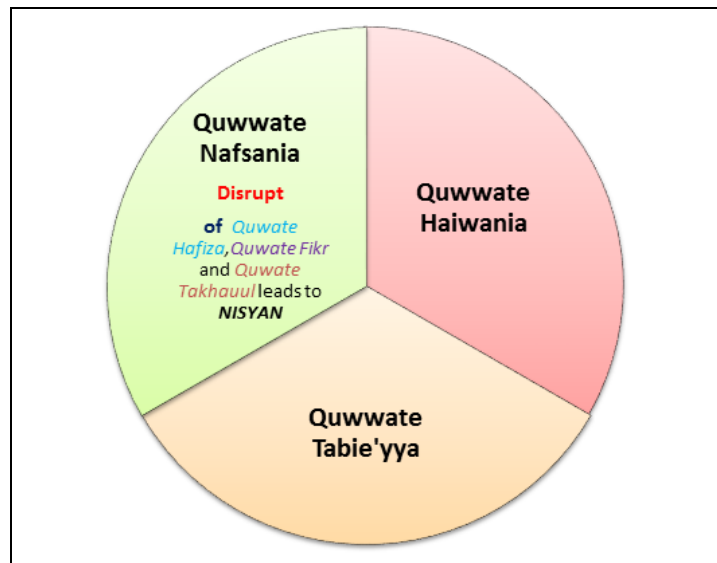 Quwwate
Nafsania
Disrupt
of Quwate
Hafiza,Quwate Fikr
and Quwate
Takhauul leads to
NISYAN
Quwwate
Haiwania
Quwwate
Tabie'yya